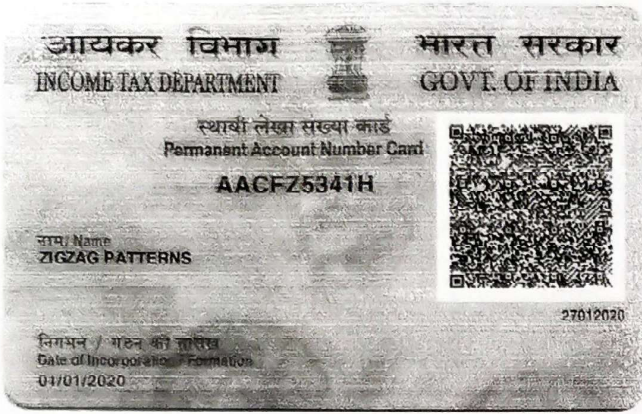 आयकर विभाग
INCOME TAX DEPARTMENT
भारत सरकार
GOVT. OF INDIA
स्थायी लेखा संख्या कार्ड
Permanent Account Number Card
AACFZ5341H
नाम / Name
ZIGZAG PATTERNS
27012020
निगमन / गठन की तारीख
Date of Incorporation / Formation
01/01/2020